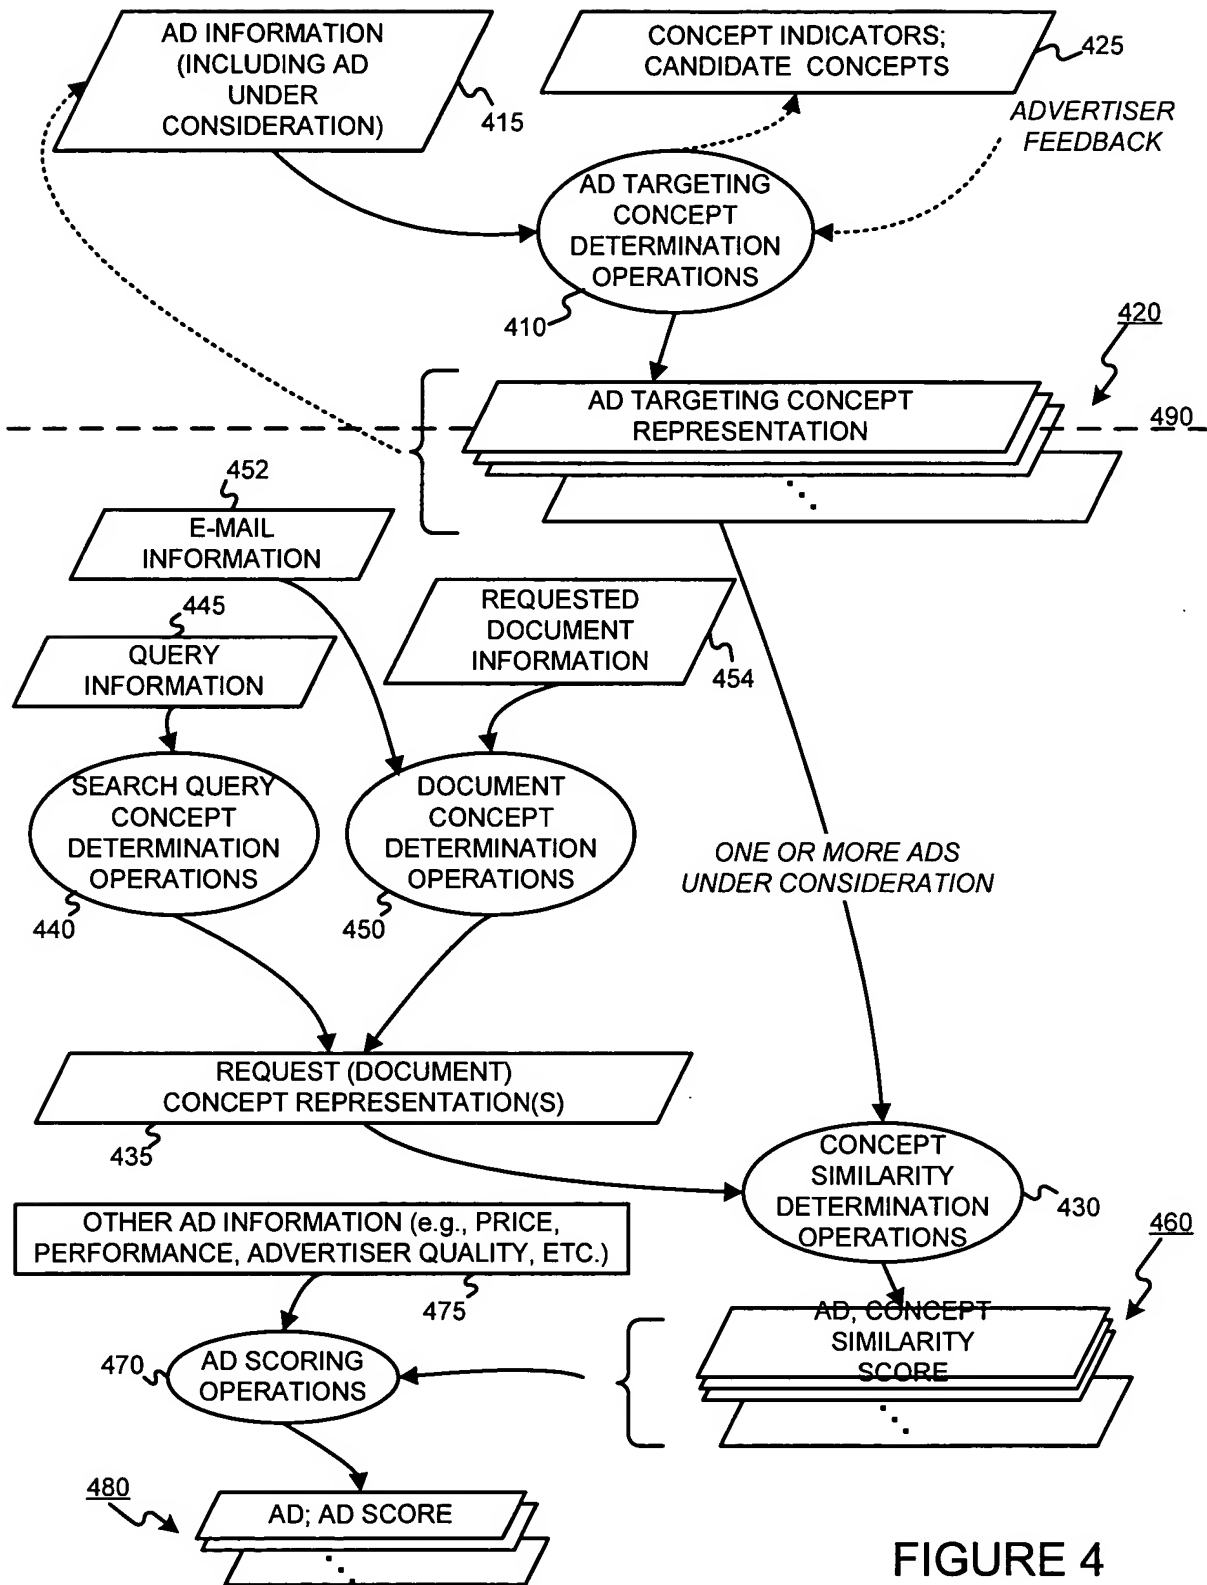 AD INFORMATION
(INCLUDING AD
UNDER
CONSIDERATION)
415
CONCEPT INDICATORS;
CANDIDATE CONCEPTS
425
ADVERTISER
FEEDBACK
AD TARGETING
CONCEPT
DETERMINATION
OPERATIONS
410
420
AD TARGETING CONCEPT
REPRESENTATION
490
452
E-MAIL
INFORMATION
445
QUERY
INFORMATION
REQUESTED
DOCUMENT
INFORMATION
454
SEARCH QUERY
CONCEPT
DETERMINATION
OPERATIONS
440
DOCUMENT
CONCEPT
DETERMINATION
OPERATIONS
450
ONE OR MORE ADS
UNDER CONSIDERATION
REQUEST (DOCUMENT)
CONCEPT REPRESENTATION(S)
435
CONCEPT
SIMILARITY
DETERMINATION
OPERATIONS
430
OTHER AD INFORMATION (e.g., PRICE,
PERFORMANCE, ADVERTISER QUALITY, ETC.)
475
460
AD, CONCEPT
SIMILARITY
SCORE
470
AD SCORING
OPERATIONS
480
AD; AD SCORE
FIGURE 4